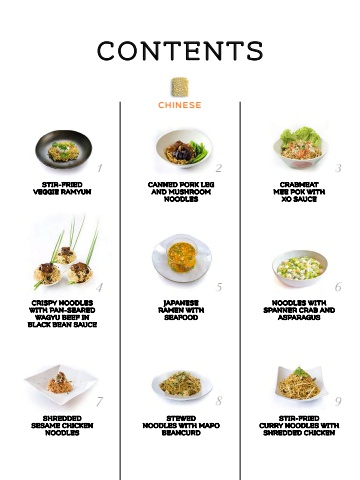 CONTENTS
CHINESE
1
STIR-FRIED
VEGGIE RAMYUN
2
CANNED PORK LEG
AND MUSHROOM
NOODLES
3
CRABMEAT
MEE POK WITH
XO SAUCE
4
CRISPY NOODLES
WITH PAN-SEARED
WAGYU BEEF IN
BLACK BEAN SAUCE
5
JAPANESE
RAMEN WITH
SEAFOOD
6
NOODLES WITH
SPANNER CRAB AND
ASPARAGUS
7
SHREDDED
SESAME CHICKEN
NOODLES
8
STEWED
NOODLES WITH MAPO
BEANCURD
9
STIR-FRIED
CURRY NOODLES WITH
SHREDDED CHICKEN